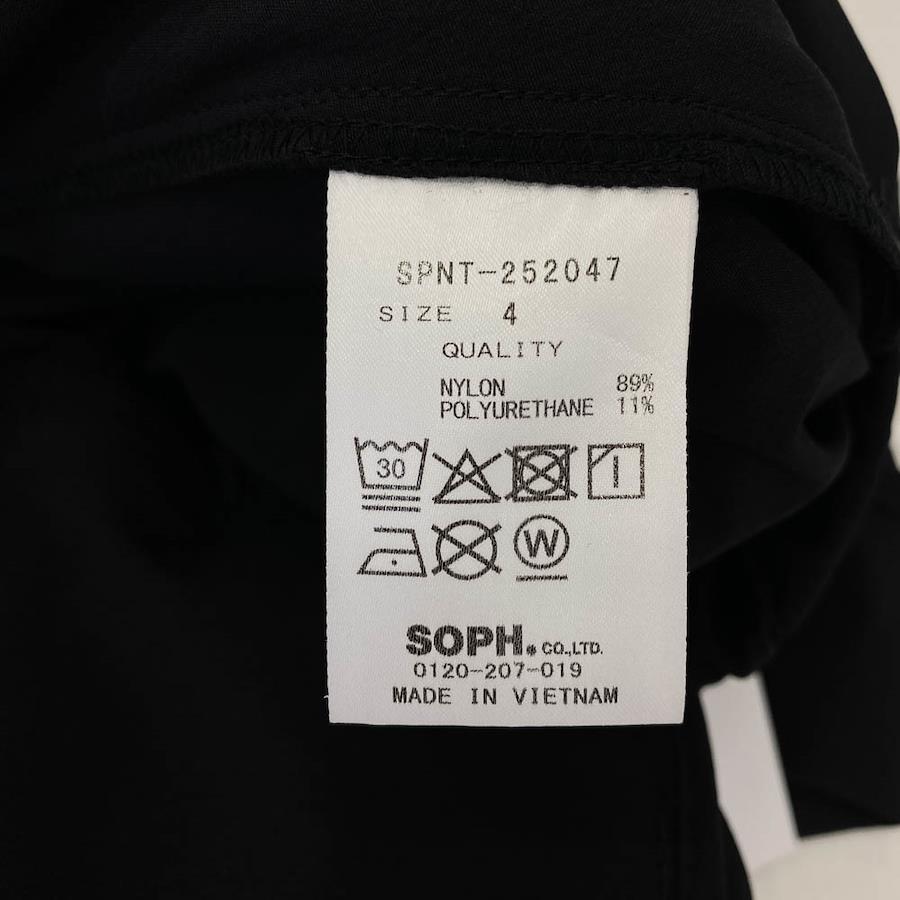 SPNT-252047
SIZE 4
QUALITY
NYLON 89%
POLYURETHANE 11%
30
W
SOPH. CO.,LTD.
0120-207-019
MADE IN VIETNAM